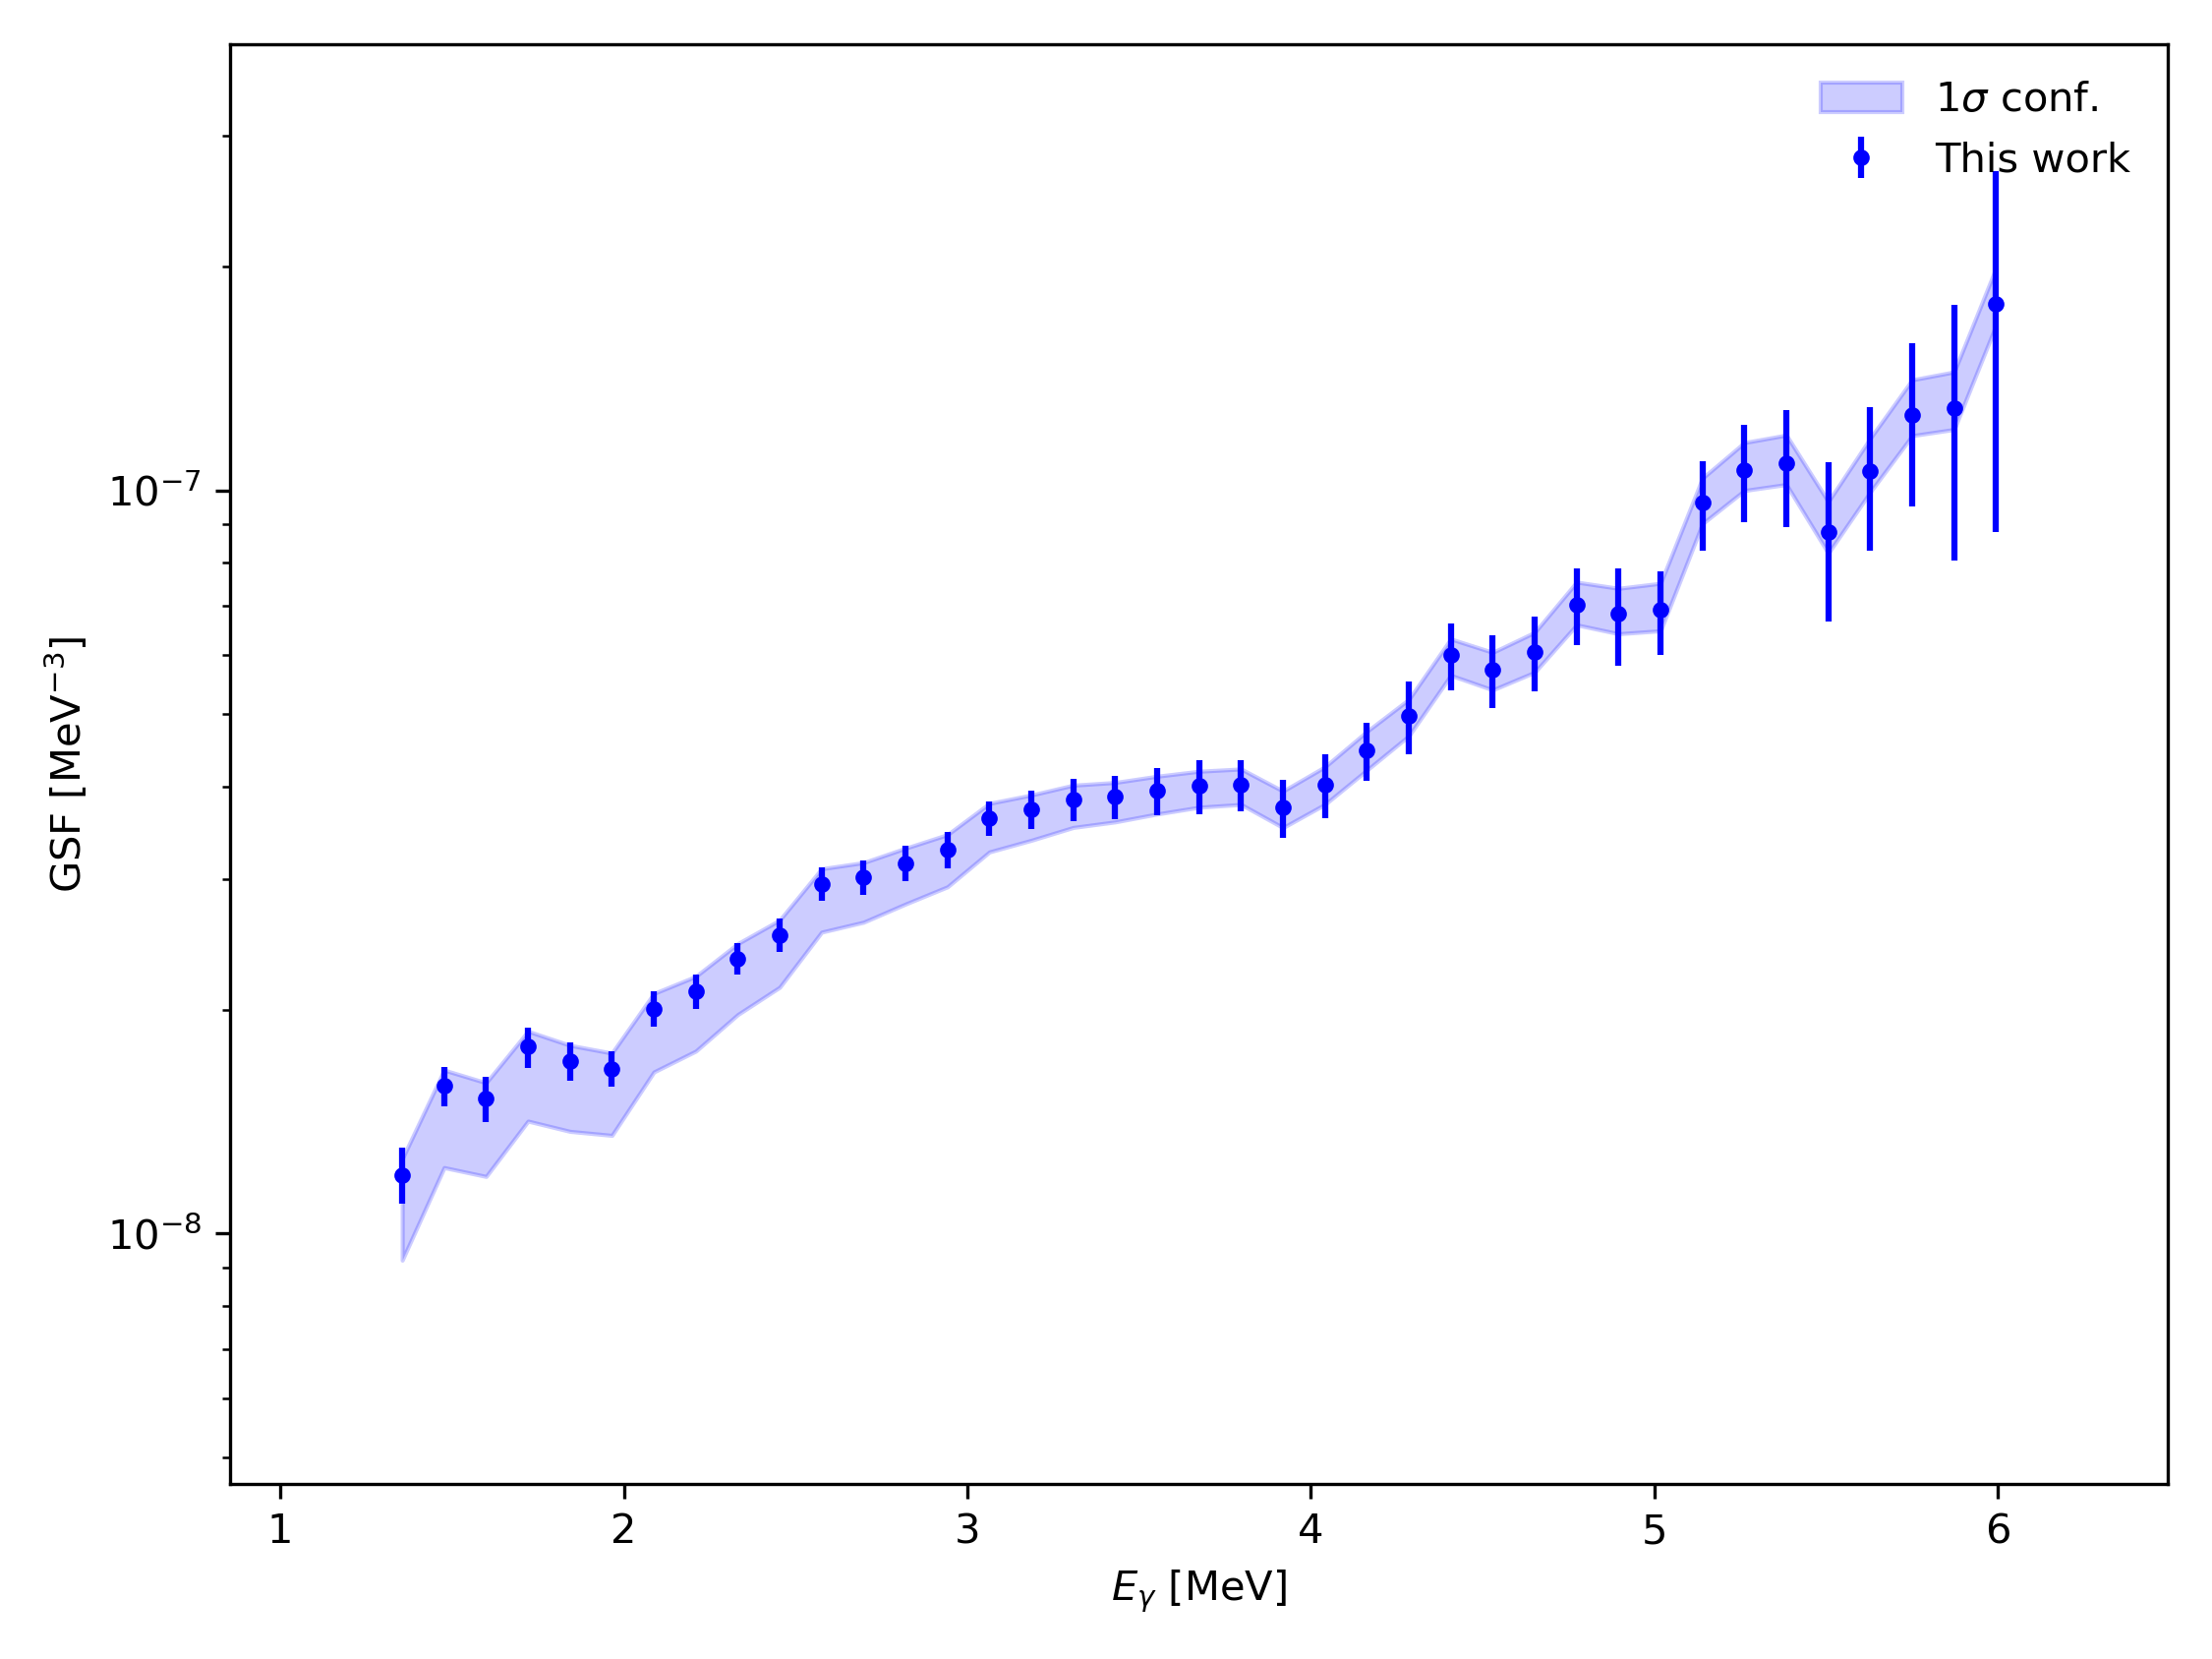 1σ conf.
This work
10⁻⁷
10⁻⁸
GSF [MeV⁻³]
1 2 3 4 5 6
Eᵧ [MeV]